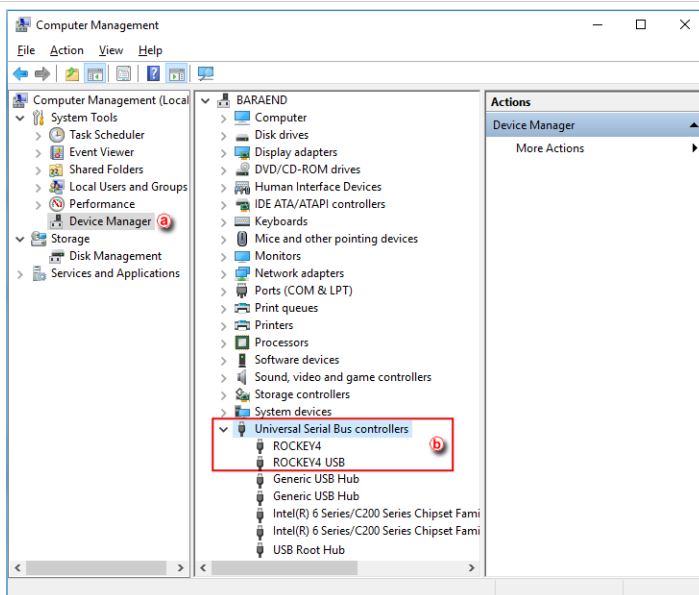 Computer Management
File Action View Help
Computer Management (Local
System Tools
Task Scheduler
Event Viewer
Shared Folders
Local Users and Groups
Performance
Device Manager a
Storage
Disk Management
Services and Applications
BARAEND
Computer
Disk drives
Display adapters
DVD/CD-ROM drives
Human Interface Devices
IDE ATA/ATAPI controllers
Keyboards
Mice and other pointing devices
Monitors
Network adapters
Ports (COM & LPT)
Print queues
Printers
Processors
Software devices
Sound, video and game controllers
Storage controllers
System devices
Universal Serial Bus controllers
ROCKEY4 b
ROCKEY4 USB
Generic USB Hub
Generic USB Hub
Intel(R) 6 Series/C200 Series Chipset Fami
Intel(R) 6 Series/C200 Series Chipset Fami
USB Root Hub
Actions
Device Manager
More Actions